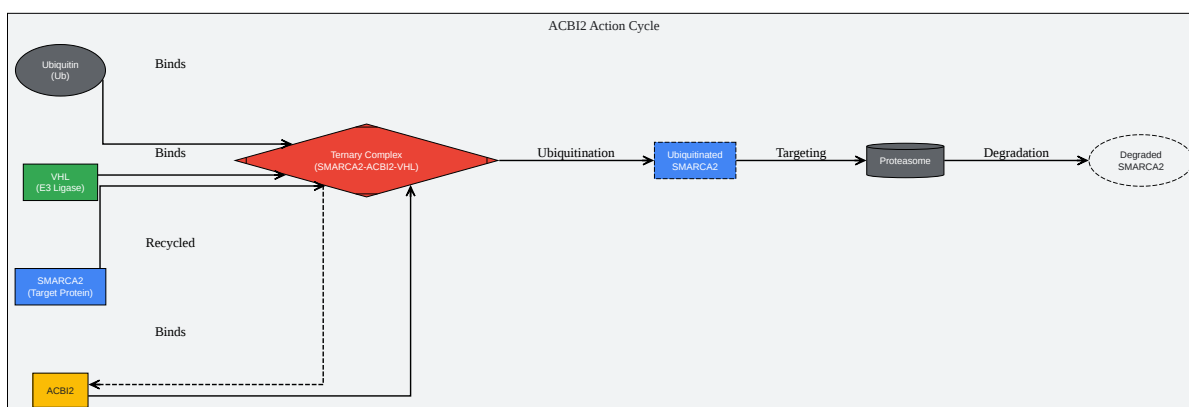 ACBI2 Action Cycle
Ubiquitin
(Ub)
Binds
Binds
VHL
(E3 Ligase)
Ternary Complex
(SMARCA2-ACBI2-VHL)
Ubiquitination
Ubiquitinated
SMARCA2
Targeting
Proteasome
Degradation
Degraded
SMARCA2
Recycled
SMARCA2
(Target Protein)
Binds
ACBI2